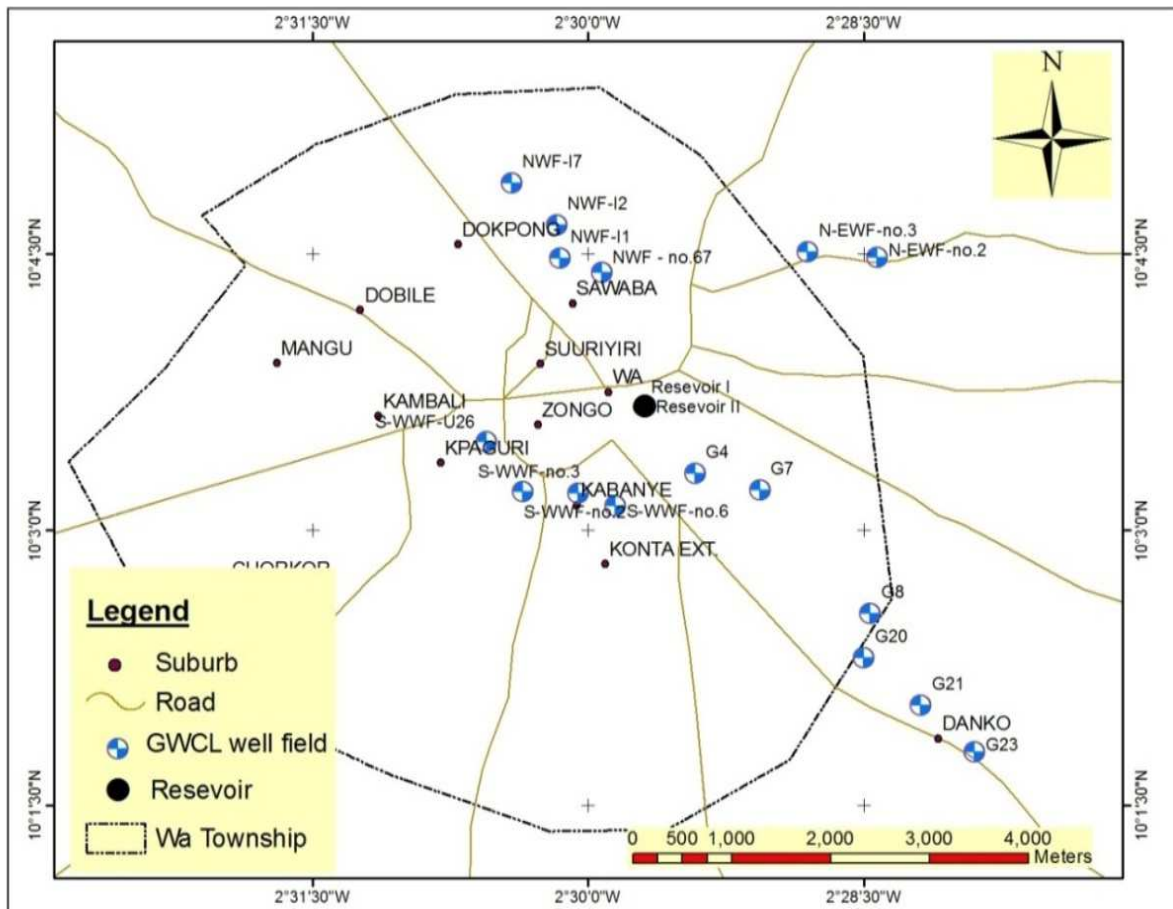 2°31'30"W
2°30'0"W
2°28'30"W
N
NWF-I7
NWF-I2
DOKPONG
NWF-I1
N-EWF-no.3
10°4'30"N
NWF - no.67
N-EWF-no.2
10°4'30"N
SAWABA
DOBILE
MANGU
SUURIYIRI
WA
Resevoir I
KAMBALI
ZONGO
Resevoir II
S-WWF-U26
KPAGURI
G4
S-WWF-no.3
G7
KABANYE
S-WWF-no.2
S-WWF-no.6
10°3'0"N
10°3'0"N
KONTA EXT.
G8
Legend
G20
Suburb
G21
Road
DANKO
GWCL well field
G23
Resevoir
10°1'30"N
10°1'30"N
Wa Township
0 500 1,000 2,000 3,000 4,000
Meters
2°31'30"W
2°30'0"W
2°28'30"W